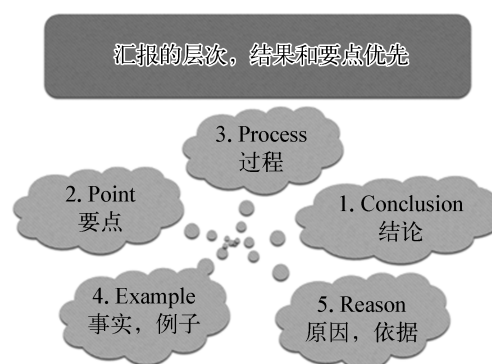 汇报的层次，结果和要点优先
3. Process
过程
2. Point
要点
1. Conclusion
结论
4. Example
事实，例子
5. Reason
原因，依据